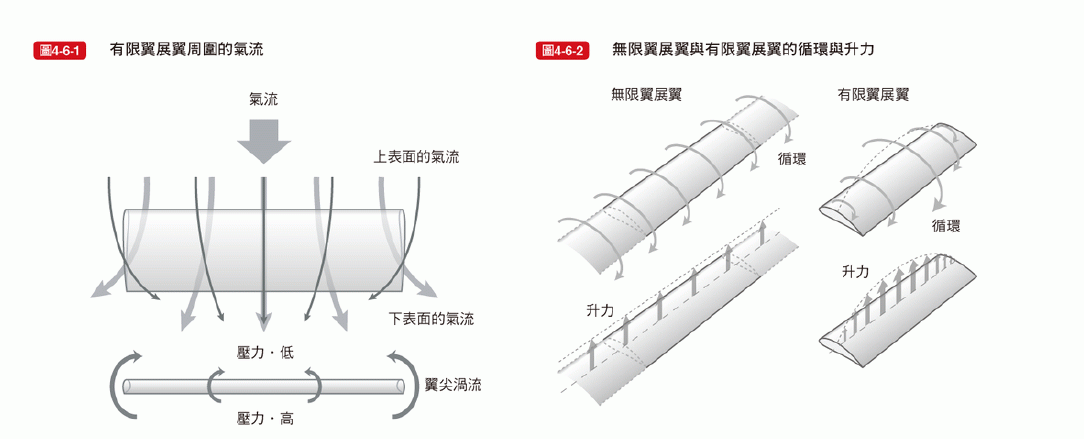 圖4-6-1 有限翼展翼周圍的氣流
氣流
上表面的氣流
下表面的氣流
壓力・低
翼尖渦流
壓力・高
圖4-6-2 無限翼展翼與有限翼展翼的循環與升力
無限翼展翼
有限翼展翼
循環
循環
升力
升力